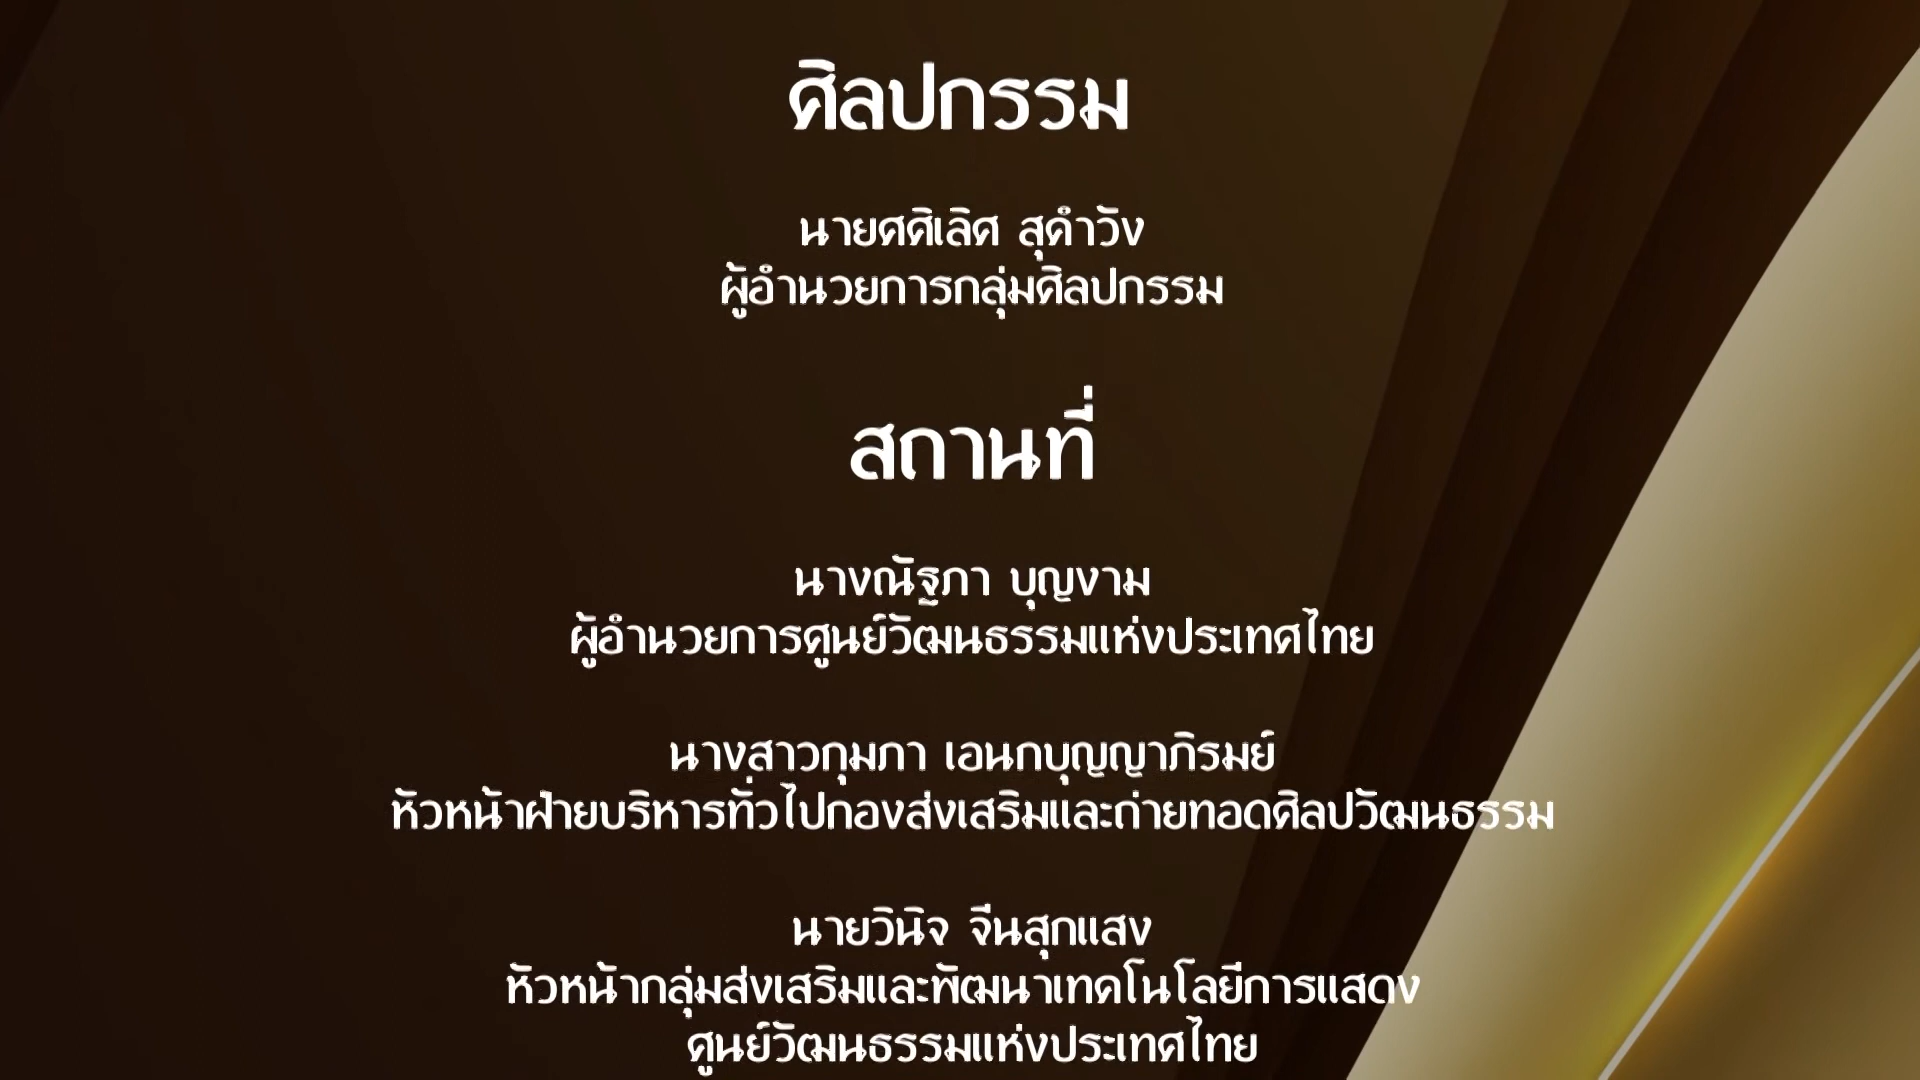 ศิลปกรรม
นายศศิเลิศ สุดำวัง
ผู้อำนวยการกลุ่มศิลปกรรม
สถานที่
นางณัฐภา บุญงาม
ผู้อำนวยการศูนย์วัฒนธรรมแห่งประเทศไทย
นางสาวกุมภา เอนกบุญญาภิรมย์
หัวหน้าฝ่ายบริหารทั่วไปกองส่งเสริมและถ่ายทอดศิลปวัฒนธรรม
นายวินิจ จีนสุกแสง
หัวหน้ากลุ่มส่งเสริมและพัฒนาเทคโนโลยีการแสดง
ศูนย์วัฒนธรรมแห่งประเทศไทย